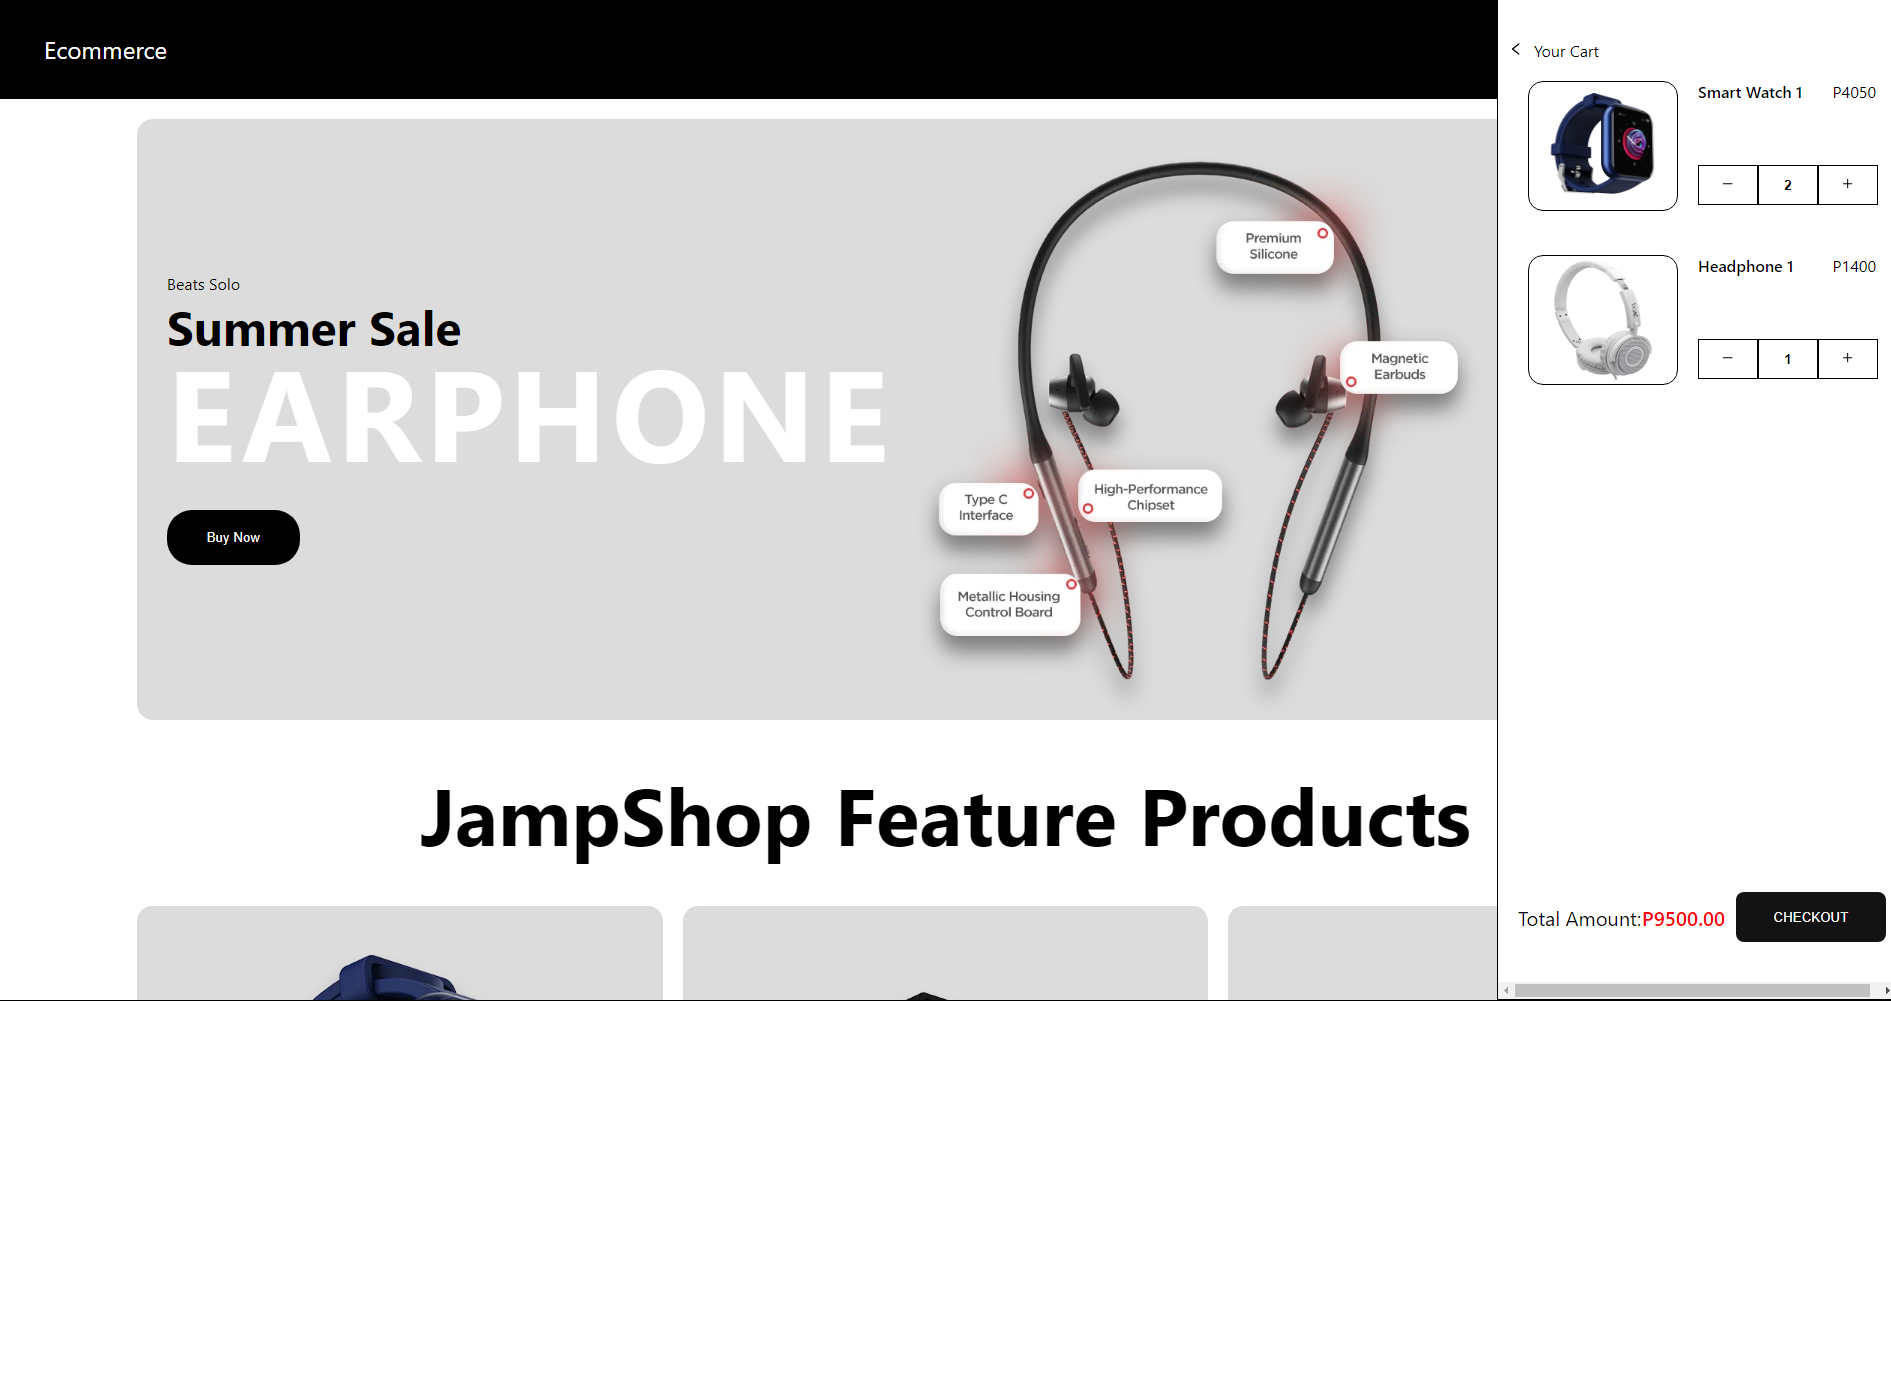 Ecommerce
Beats Solo
Summer Sale
EARPHONE
Buy Now
Premium
Silicone
Magnetic
Earbuds
High-Performance
Chipset
Type C
Interface
Metallic Housing
Control Board
JampShop Feature Products
Your Cart
Smart Watch 1 P4050
− 2 +
Headphone 1 P1400
− 1 +
Total Amount:P9500.00 CHECKOUT